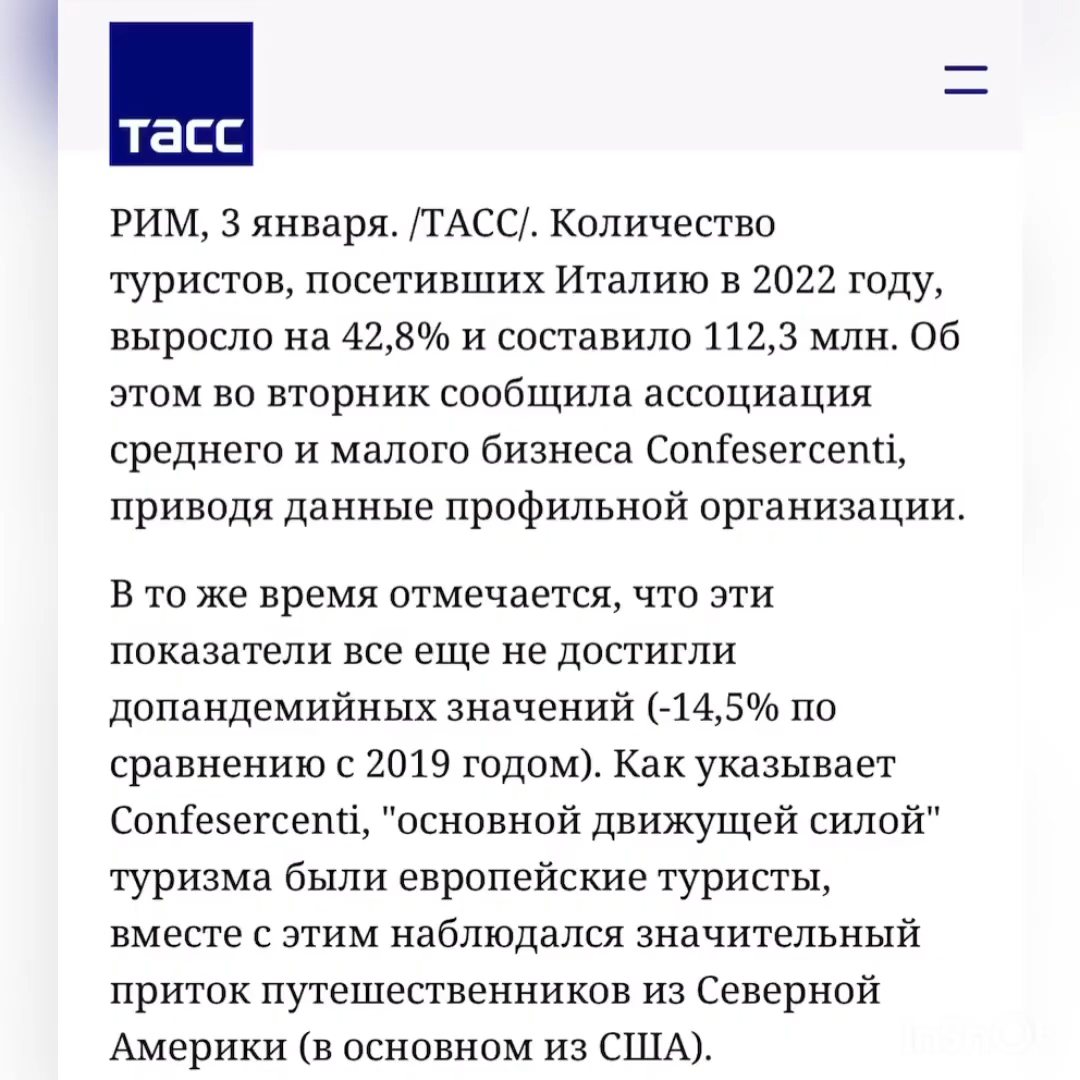 тасс
РИМ, 3 января. /ТАСС/. Количество
туристов, посетивших Италию в 2022 году,
выросло на 42,8% и составило 112,3 млн. Об
этом во вторник сообщила ассоциация
среднего и малого бизнеса Confesercenti,
приводя данные профильной организации.
В то же время отмечается, что эти
показатели все еще не достигли
допандемийных значений (-14,5% по
сравнению с 2019 годом). Как указывает
Confesercenti, "основной движущей силой"
туризма были европейские туристы,
вместе с этим наблюдался значительный
приток путешественников из Северной
Америки (в основном из США).